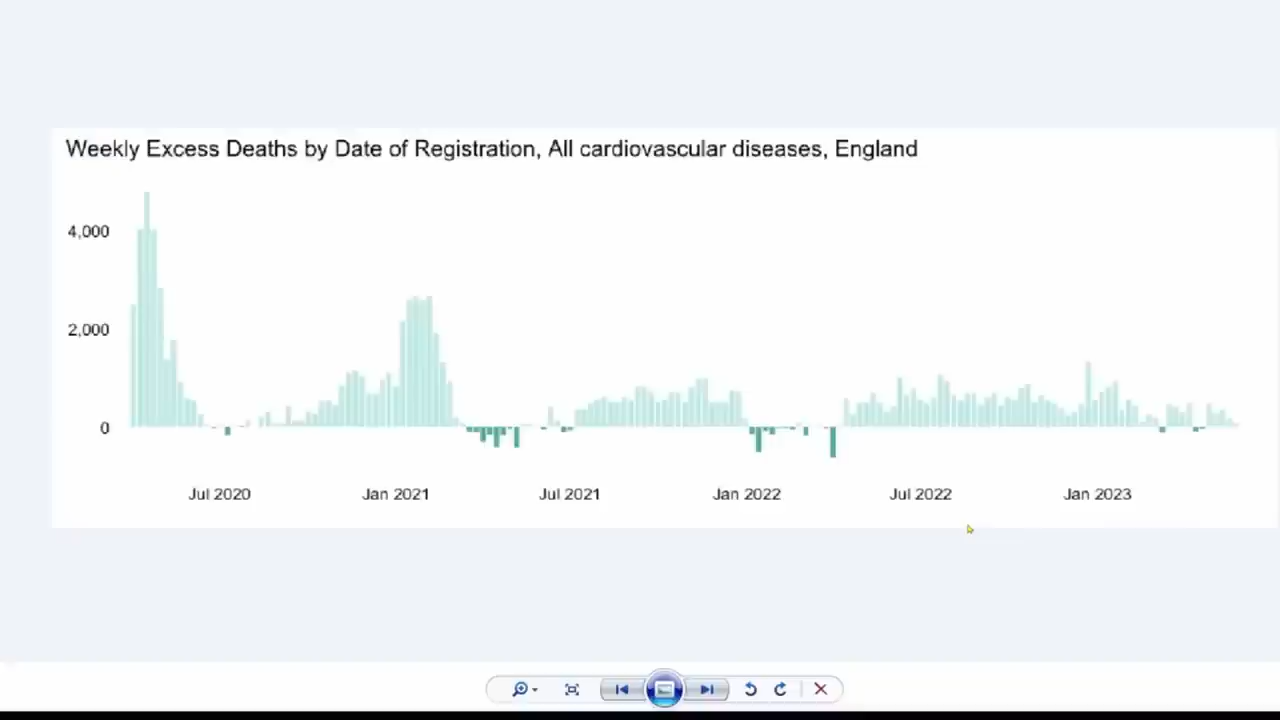 Weekly Excess Deaths by Date of Registration, All cardiovascular diseases, England
4,000
2,000
0
Jul 2020
Jan 2021
Jul 2021
Jan 2022
Jul 2022
Jan 2023